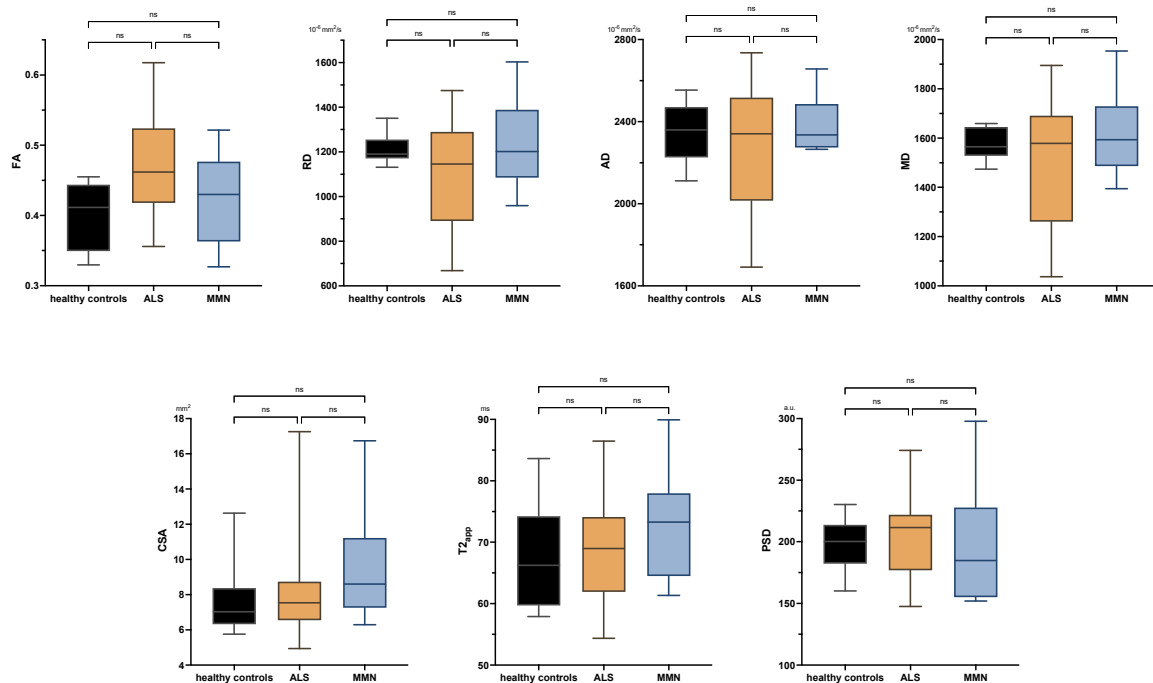 ns
ns
ns
FA
0.6
0.5
0.4
0.3
healthy controls
ALS
MMN
10⁻⁶ mm²/s
ns
ns
ns
RD
1600
1400
1200
1000
800
600
healthy controls
ALS
MMN
10⁻⁶ mm²/s
ns
ns
ns
AD
2800
2400
2000
1600
healthy controls
ALS
MMN
10⁻⁶ mm²/s
ns
ns
ns
MD
2000
1800
1600
1400
1200
1000
healthy controls
ALS
MMN
mm²
ns
ns
ns
CSA
18
16
14
12
10
8
6
4
healthy controls
ALS
MMN
ms
ns
ns
ns
T2app
90
80
70
60
50
healthy controls
ALS
MMN
a.u.
ns
ns
ns
PSD
300
250
200
150
100
healthy controls
ALS
MMN